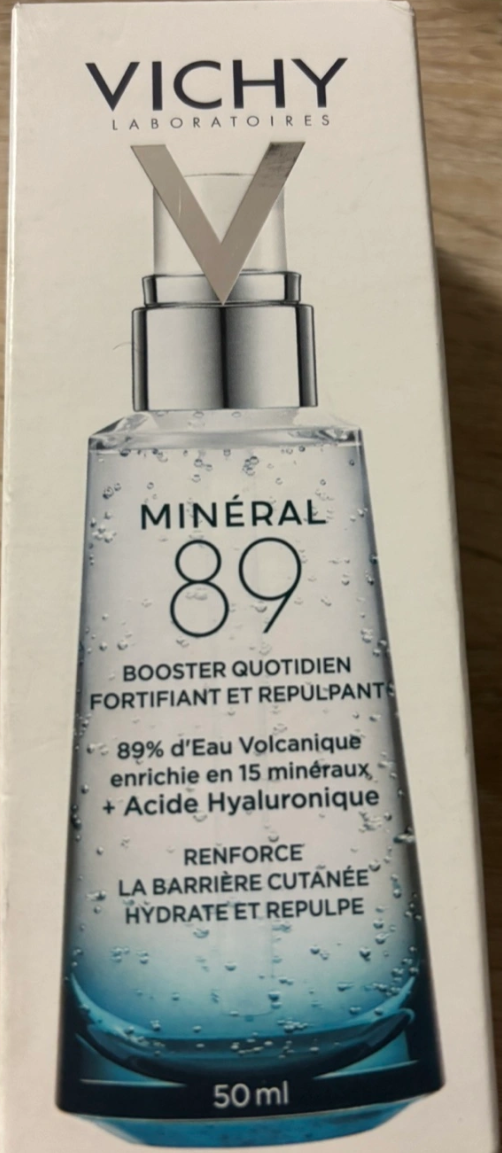 VICHY
LABORATOIRES
MINÉRAL
89
BOOSTER QUOTIDIEN
FORTIFIANT ET REPULPANT
89% d'Eau Volcanique
enrichie en 15 minéraux
+ Acide Hyaluronique
RENFORCE
LA BARRIÈRE CUTANÉE
HYDRATE ET REPULPE
50 ml